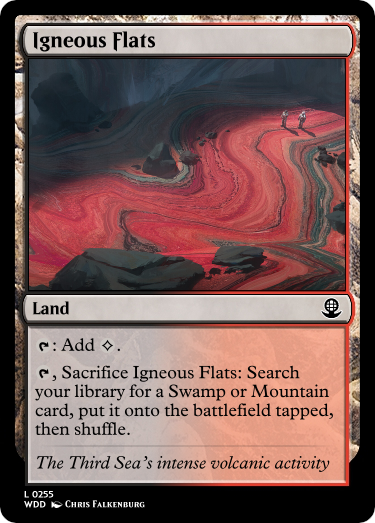 Igneous Flats
Land
: Add .
, Sacrifice Igneous Flats: Search
your library for a Swamp or Mountain
card, put it onto the battlefield tapped,
then shuffle.
The Third Sea's intense volcanic activity
L 0255
WDD Chris Falkenburg